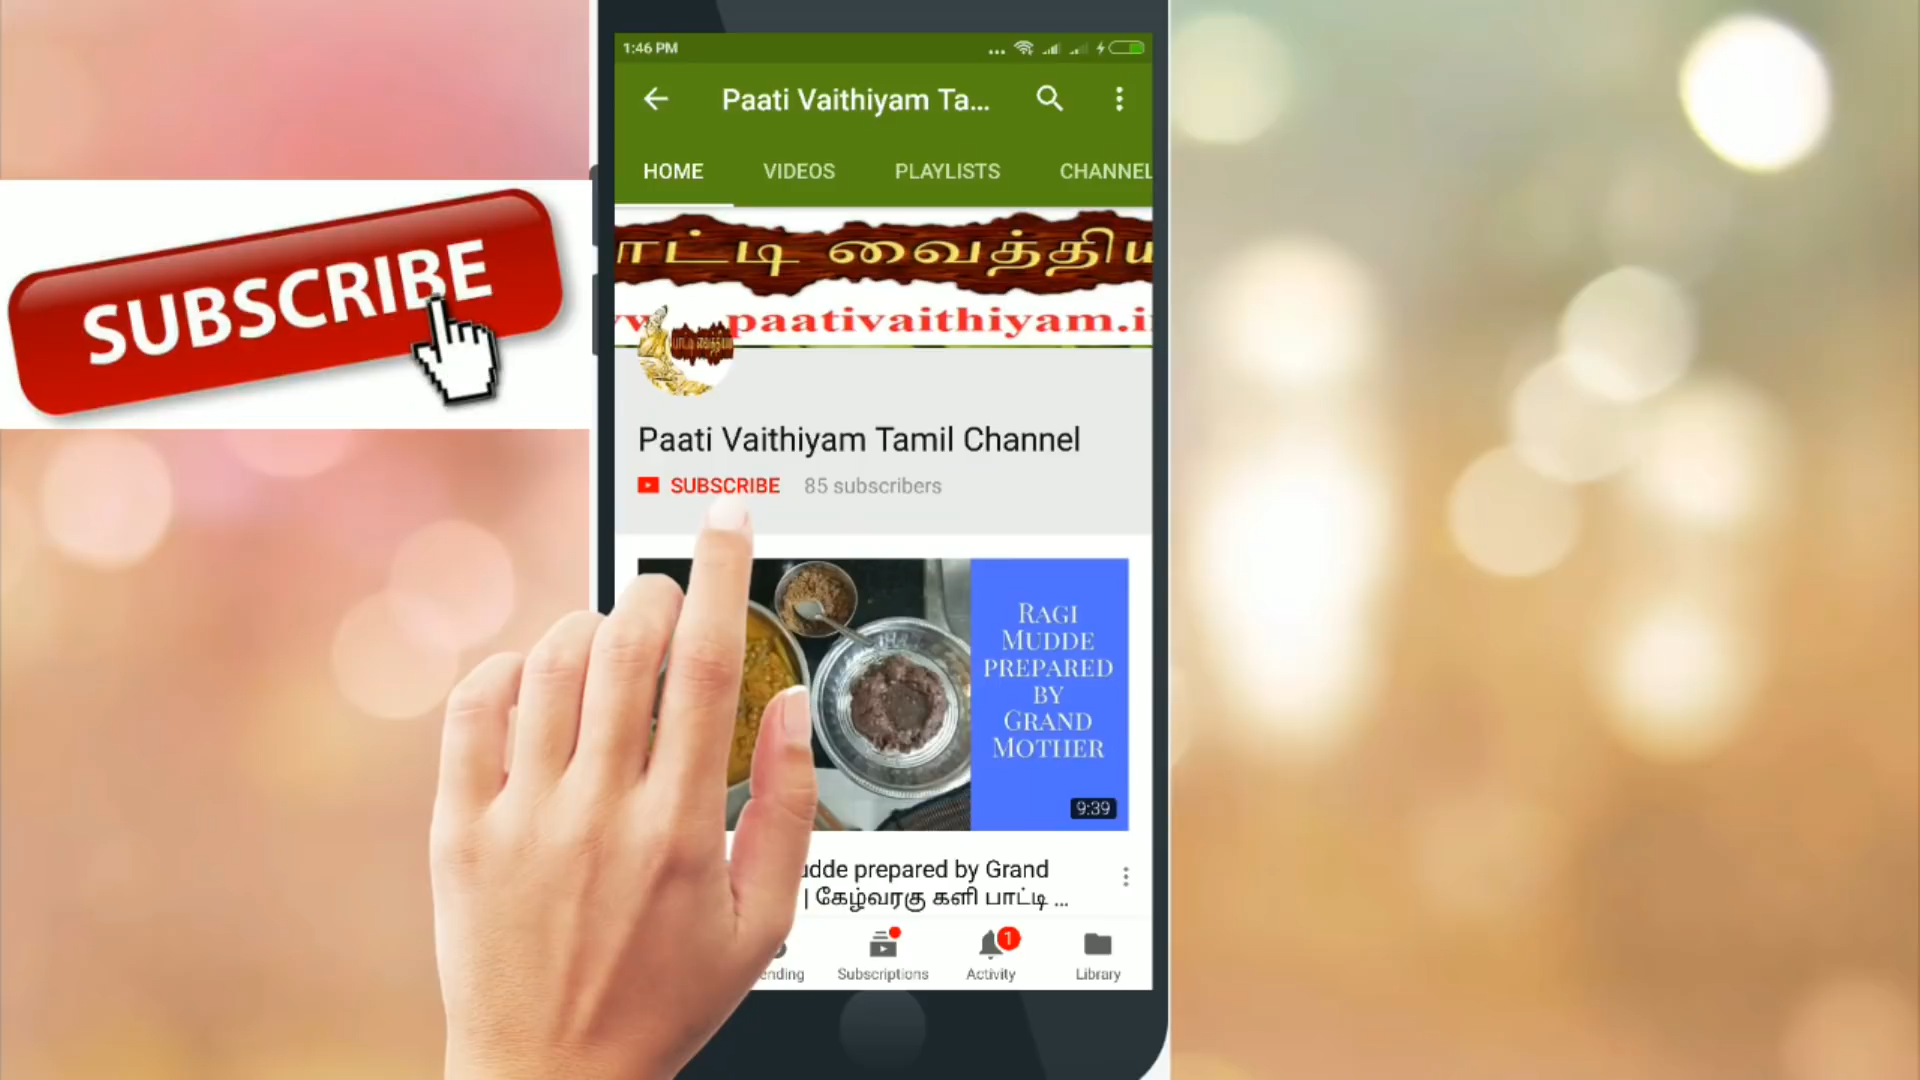 SUBSCRIBE
1:46 PM
Paati Vaithiyam Ta...
HOME VIDEOS PLAYLISTS CHANNEL
பாட்டி வைத்திய
paativaithiyam.i
Paati Vaithiyam Tamil Channel
SUBSCRIBE 85 subscribers
RAGI
MUDDE
PREPARED
BY
GRAND
MOTHER
9:39
udde prepared by Grand
| கேழ்வரகு களி பாட்டி ...
ending Subscriptions Activity Library
1